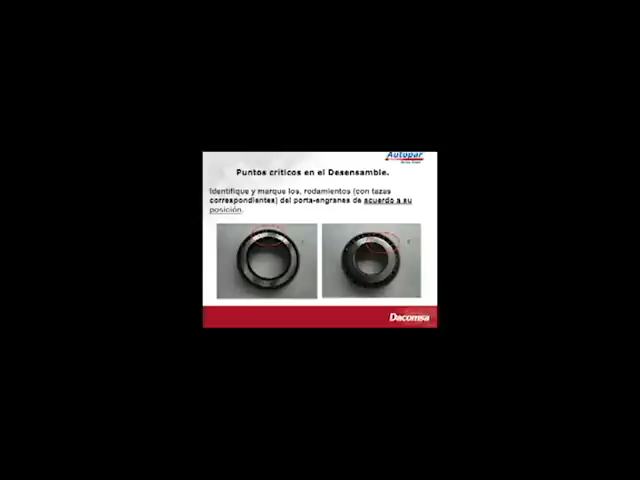 Autopar
Puntos críticos en el Desensamble.
Identifique y marque los, rodamientos (con tazas
correspondientes) del porta-engranes de acuerdo a su
posición.
Dacomsa